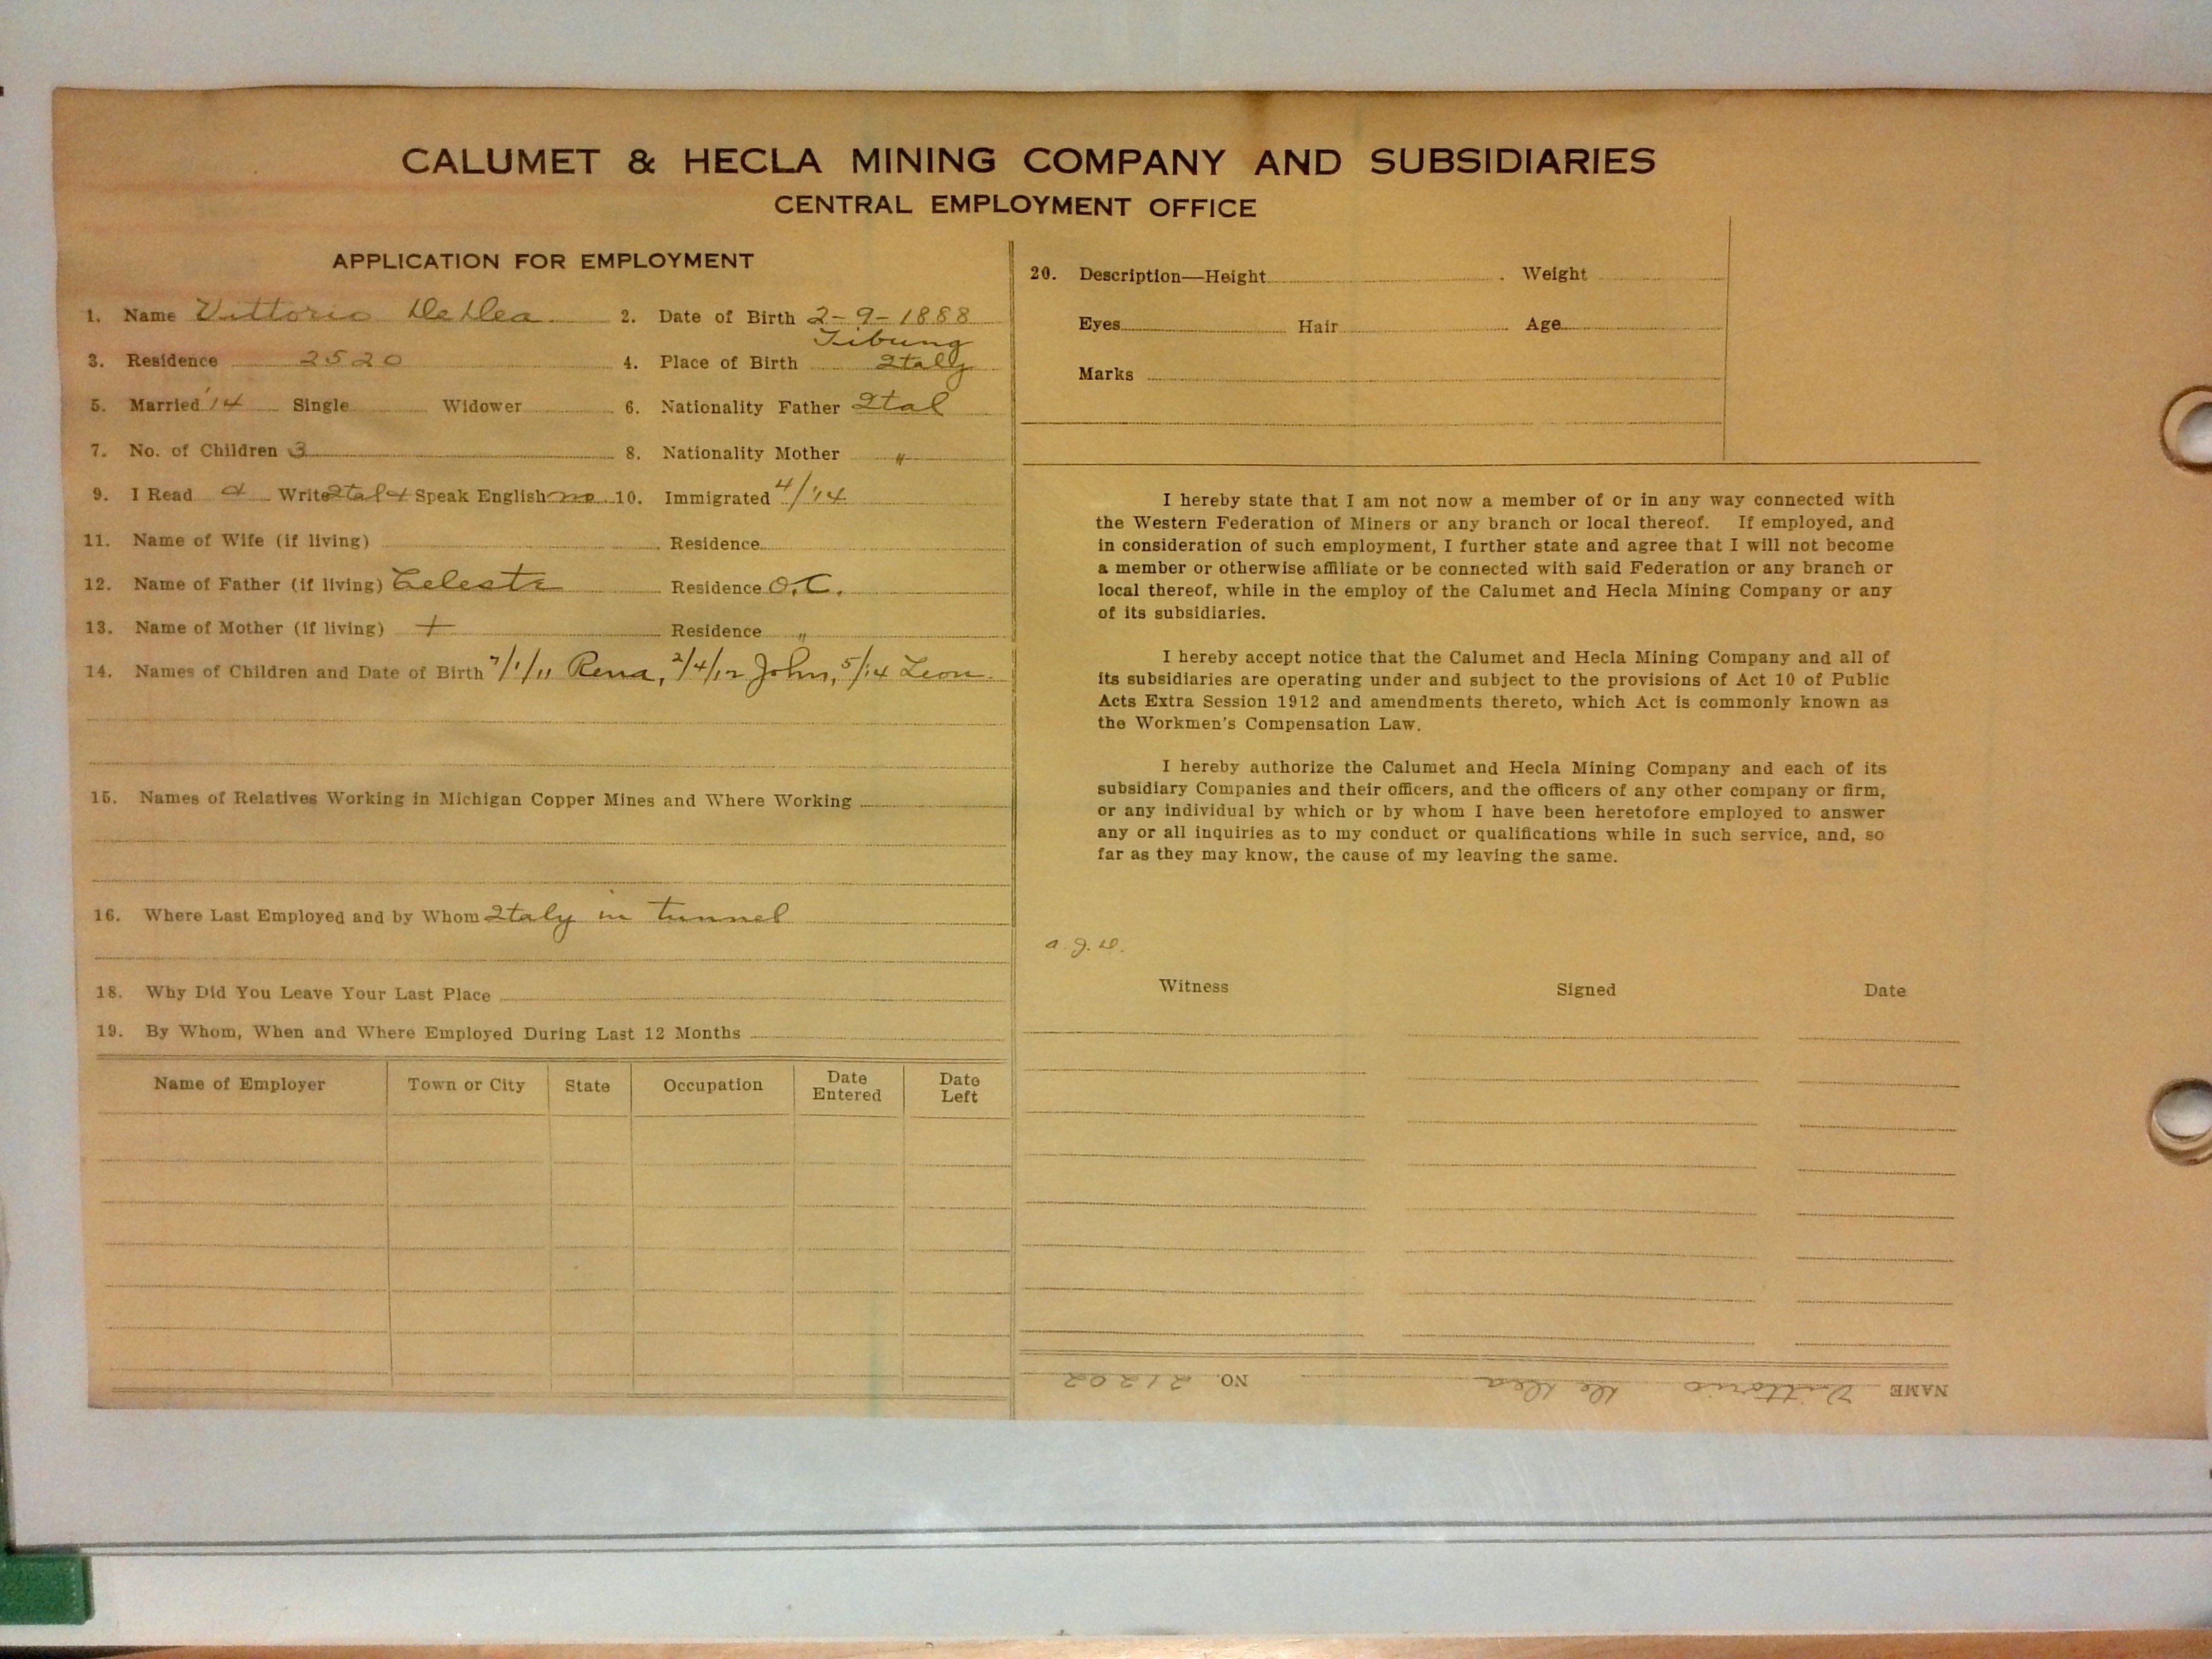 CALUMET & HECLA MINING COMPANY AND SUBSIDIARIES
CENTRAL EMPLOYMENT OFFICE
APPLICATION FOR EMPLOYMENT
1. Name Vittorio DeDea 2. Date of Birth 2-9-1888
Tibung
3. Residence 2520 4. Place of Birth Italy
5. Married '14 Single Widower 6. Nationality Father Ital
7. No. of Children 3 8. Nationality Mother "
9. I Read & Write Ital & Speak English no 10. Immigrated 4/'14
11. Name of Wife (if living) Residence
12. Name of Father (if living) Celeste Residence O.C.
13. Name of Mother (if living) + Residence "
14. Names of Children and Date of Birth 7/1/11 Rena, 2/4/12 John, 5/14 Leon
15. Names of Relatives Working in Michigan Copper Mines and Where Working
16. Where Last Employed and by Whom Italy in tunnel
18. Why Did You Leave Your Last Place
19. By Whom, When and Where Employed During Last 12 Months
Name of Employer Town or City State Occupation Date Entered Date Left
20. Description—Height Weight
Eyes Hair Age
Marks
I hereby state that I am not now a member of or in any way connected with
the Western Federation of Miners or any branch or local thereof. If employed, and
in consideration of such employment, I further state and agree that I will not become
a member or otherwise affiliate or be connected with said Federation or any branch or
local thereof, while in the employ of the Calumet and Hecla Mining Company or any
of its subsidiaries.
I hereby accept notice that the Calumet and Hecla Mining Company and all of
its subsidiaries are operating under and subject to the provisions of Act 10 of Public
Acts Extra Session 1912 and amendments thereto, which Act is commonly known as
the Workmen's Compensation Law.
I hereby authorize the Calumet and Hecla Mining Company and each of its
subsidiary Companies and their officers, and the officers of any other company or firm,
or any individual by which or by whom I have been heretofore employed to answer
any or all inquiries as to my conduct or qualifications while in such service, and, so
far as they may know, the cause of my leaving the same.
Witness Signed Date
NAME Vittorio De Dea NO. 21202